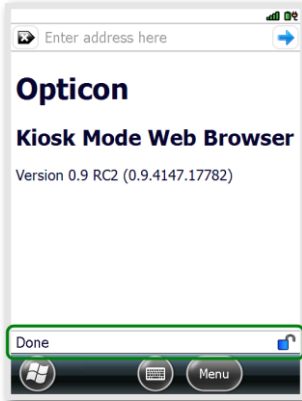 Enter address here
Opticon
Kiosk Mode Web Browser
Version 0.9 RC2 (0.9.4147.17782)
Done
Menu